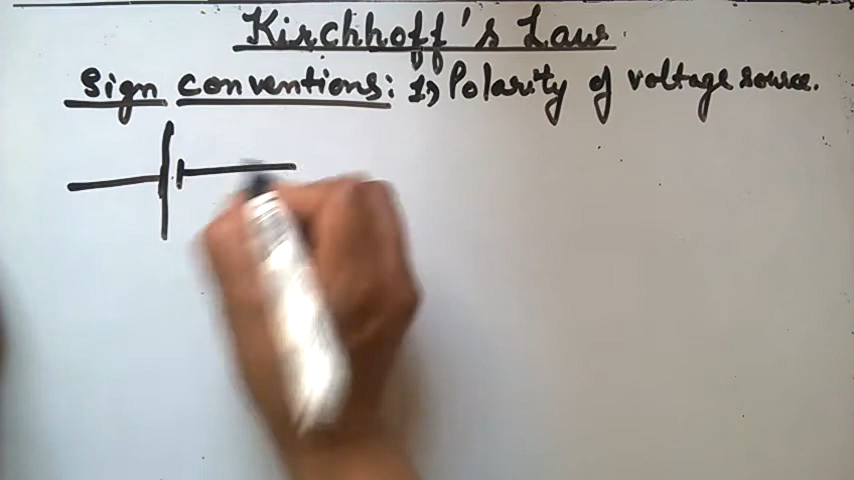 Kirchhoff's Law
Sign conventions: 1, Polarity of voltage source.